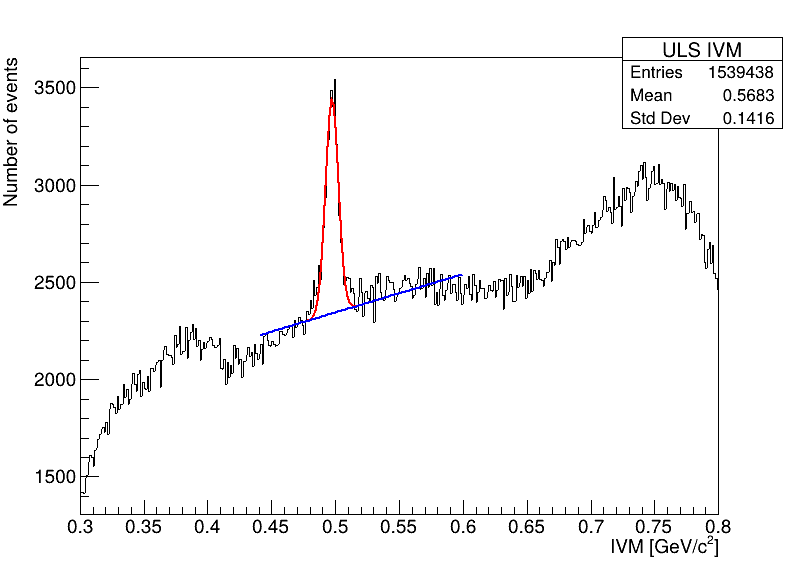 ULS IVM
Entries 1539438
Mean 0.5683
Std Dev 0.1416
Number of events
3500
3000
2500
2000
1500
0.3 0.35 0.4 0.45 0.5 0.55 0.6 0.65 0.7 0.75 0.8
IVM [GeV/c²]